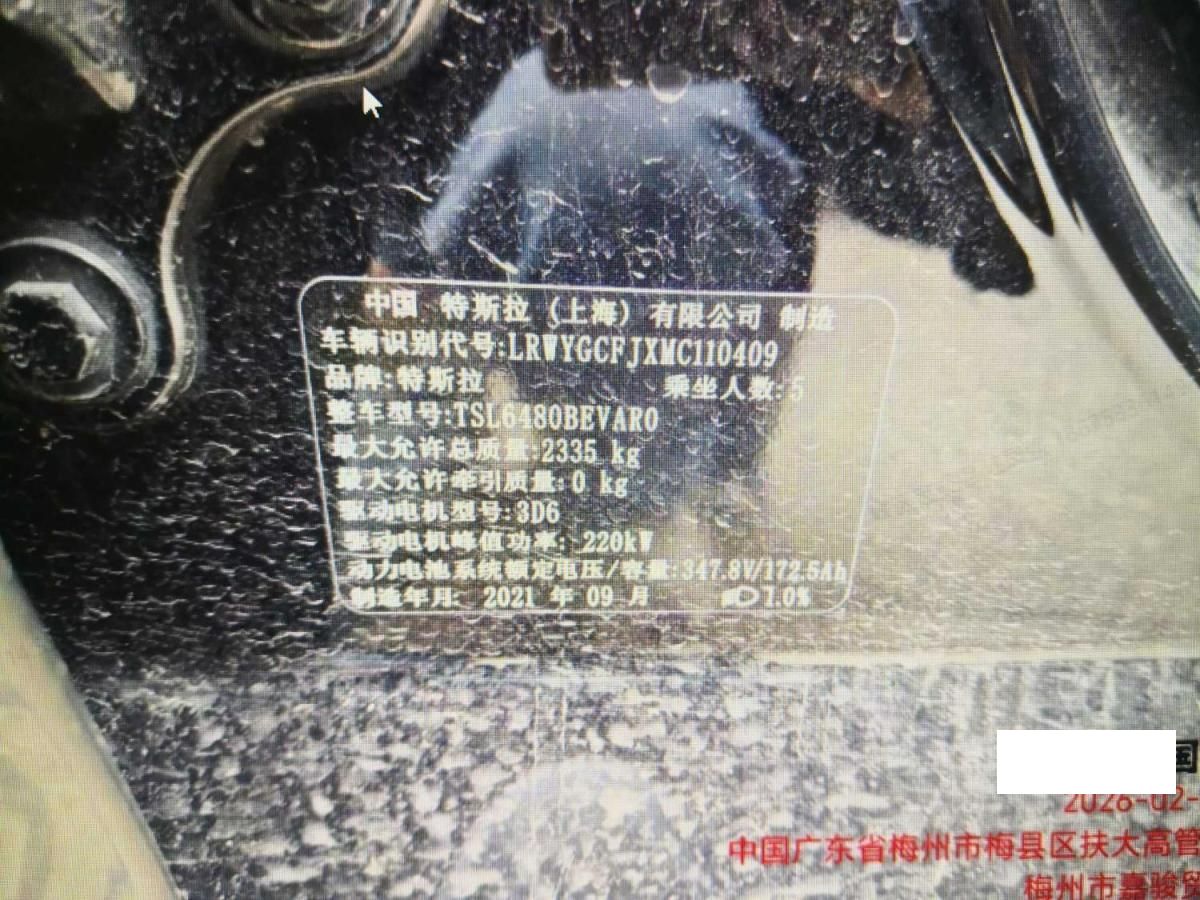 中国 特斯拉 (上海) 有限公司 制造
车辆识别代号:LRWYGCFJXMC110409
品牌:特斯拉 乘坐人数:5
整车型号:TSL6480BEVAR0
最大允许总质量:2335 kg
最大允许牵引质量:0 kg
驱动电机型号:3D6
驱动电机峰值功率: 220kW
动力电池系统额定电压/容量:347.8V/172.5Ah
制造年月: 2021 年 09 月 1.0%
国
2026-02-
中国广东省梅州市梅县区扶大高管
梅州市嘉骏贸